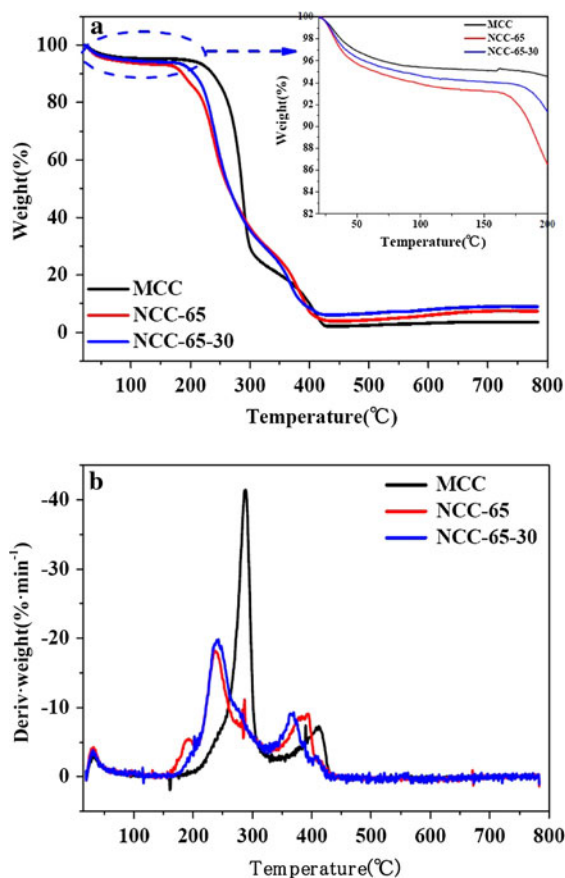 a
100
80
60
40
20
0
Weight(%)
MCC
NCC-65
NCC-65-30
100 200 300 400 500 600 700 800
Temperature(℃)
100
98
96
94
92
90
88
86
84
82
Weight(%)
MCC
NCC-65
NCC-65-30
50 100 150 200
Temperature(℃)
b
-40
-30
-20
-10
0
Deriv·weight(%·min⁻¹)
MCC
NCC-65
NCC-65-30
100 200 300 400 500 600 700 800
Temperature(℃)